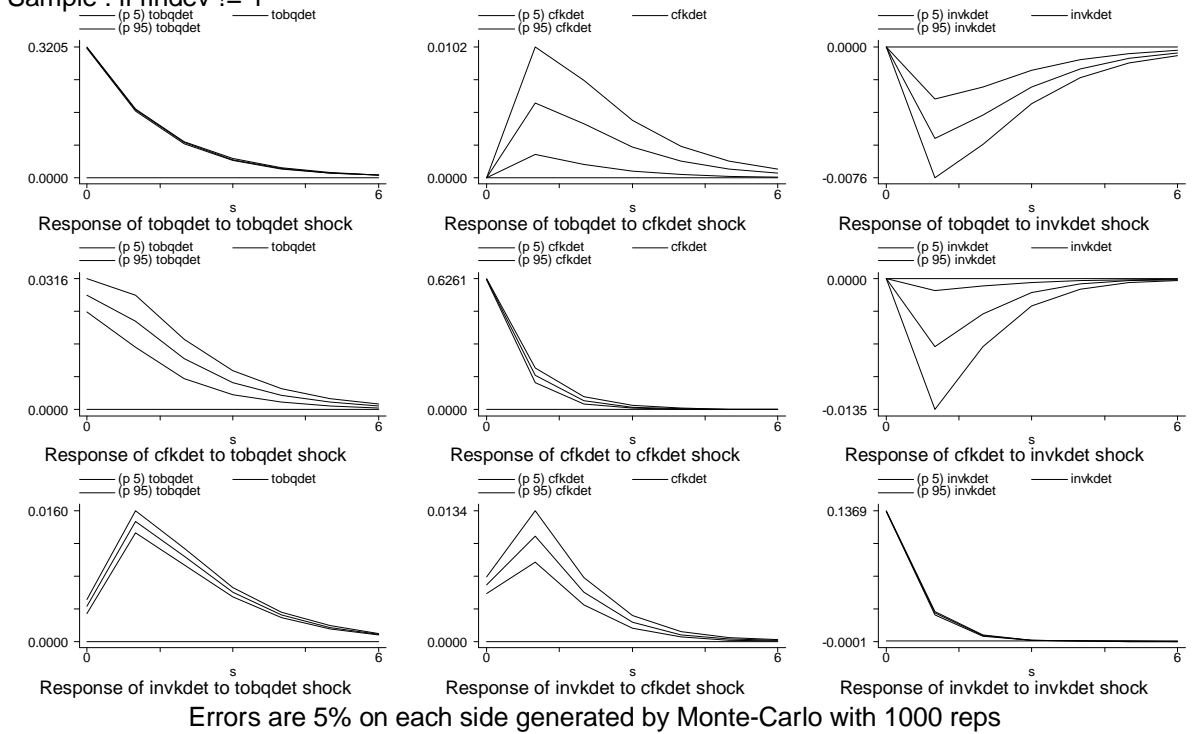 (p 5) tobqdet tobqdet
(p 95) tobqdet
0.3205
0.0000
0 6
s
Response of tobqdet to tobqdet shock
(p 5) cfkdet cfkdet
(p 95) cfkdet
0.0102
0.0000
0 6
s
Response of tobqdet to cfkdet shock
(p 5) invkdet invkdet
(p 95) invkdet
0.0000
-0.0076
0 6
s
Response of tobqdet to invkdet shock
(p 5) tobqdet tobqdet
(p 95) tobqdet
0.0316
0.0000
0 6
s
Response of cfkdet to tobqdet shock
(p 5) cfkdet cfkdet
(p 95) cfkdet
0.6261
0.0000
0 6
s
Response of cfkdet to cfkdet shock
(p 5) invkdet invkdet
(p 95) invkdet
0.0000
-0.0135
0 6
s
Response of cfkdet to invkdet shock
(p 5) tobqdet tobqdet
(p 95) tobqdet
0.0160
0.0000
0 6
s
Response of invkdet to tobqdet shock
(p 5) cfkdet cfkdet
(p 95) cfkdet
0.0134
0.0000
0 6
s
Response of invkdet to cfkdet shock
(p 5) invkdet invkdet
(p 95) invkdet
0.1369
-0.0001
0 6
s
Response of invkdet to invkdet shock
Errors are 5% on each side generated by Monte-Carlo with 1000 reps